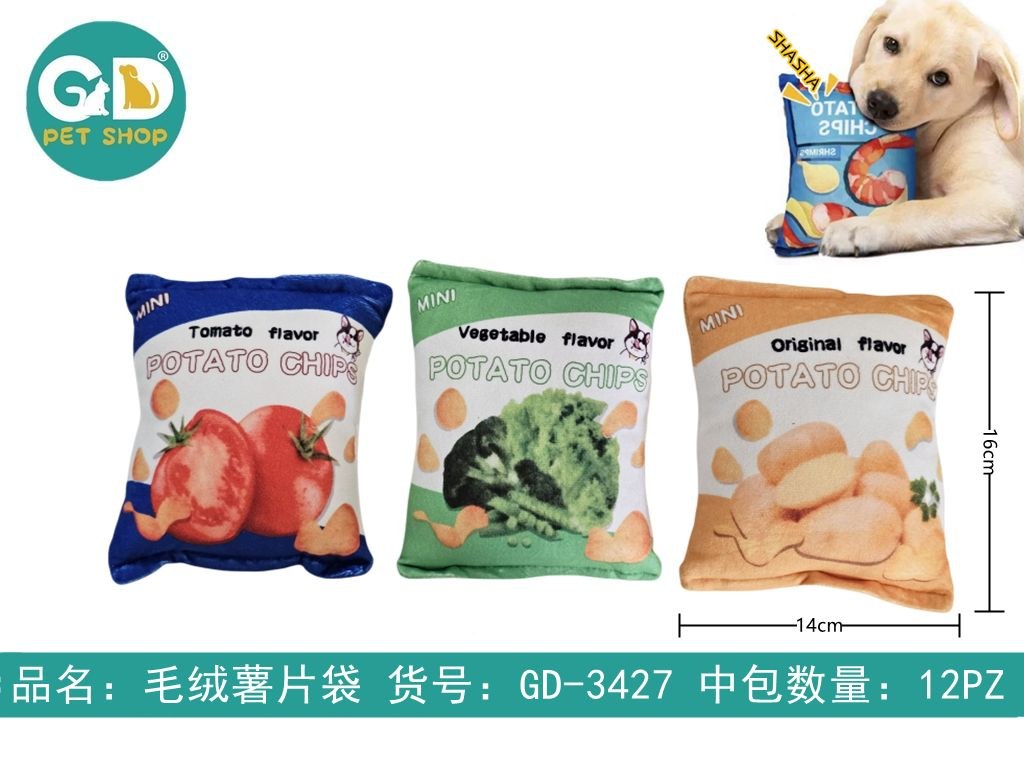 GD®
PET SHOP
SHASHA
POTATO
CHIPS
SHRIMPS
MINI
Tomato flavor
POTATO CHIPS
MINI
Vegetable flavor
POTATO CHIPS
MINI
Original flavor
POTATO CHIPS
16cm
14cm
品名：毛绒薯片袋 货号：GD-3427 中包数量：12PZ